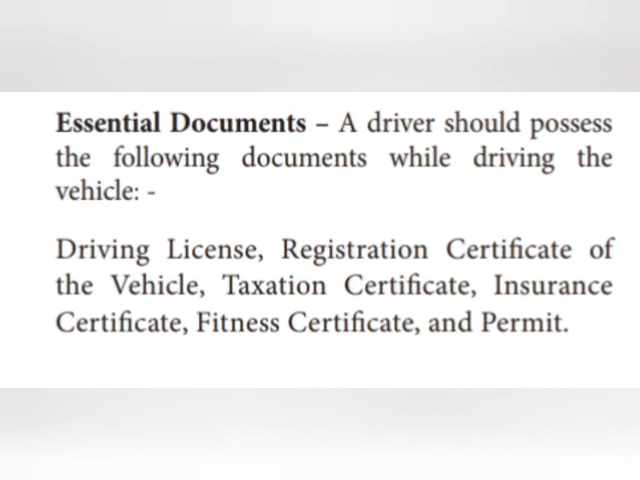 Essential Documents – A driver should possess
the following documents while driving the
vehicle: -
Driving License, Registration Certificate of
the Vehicle, Taxation Certificate, Insurance
Certificate, Fitness Certificate, and Permit.